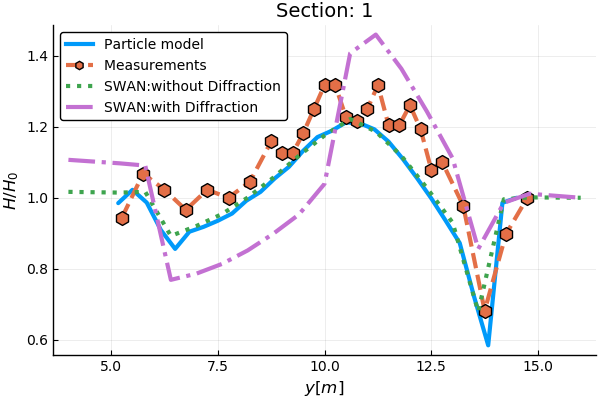 Section: 1
Particle model
Measurements
SWAN:without Diffraction
SWAN:with Diffraction
H/H₀
1.4
1.2
1.0
0.8
0.6
5.0 7.5 10.0 12.5 15.0
y[m]